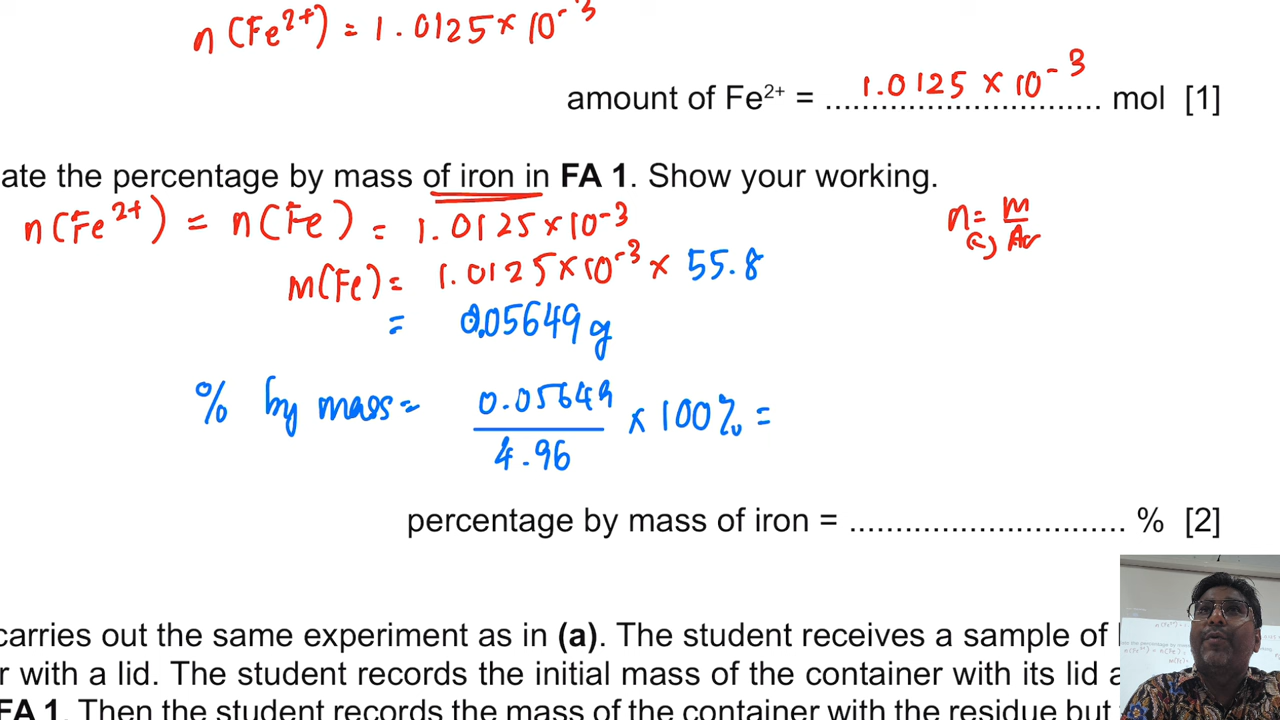 n(Fe²⁺) = 1.0125 × 10⁻³
amount of Fe²⁺ = 1.0125 × 10⁻³ mol [1]
ate the percentage by mass of iron in FA 1. Show your working.
n(Fe²⁺) = n(Fe) = 1.0125 × 10⁻³
n = m/Ar
m(Fe) = 1.0125 × 10⁻³ × 55.8
= 0.05649 g
% by mass = 0.05649/4.96 × 100% =
percentage by mass of iron = .............................. % [2]
carries out the same experiment as in (a). The student receives a sample of
r with a lid. The student records the initial mass of the container with its lid a
FA 1. Then the student records the mass of the container with the residue but